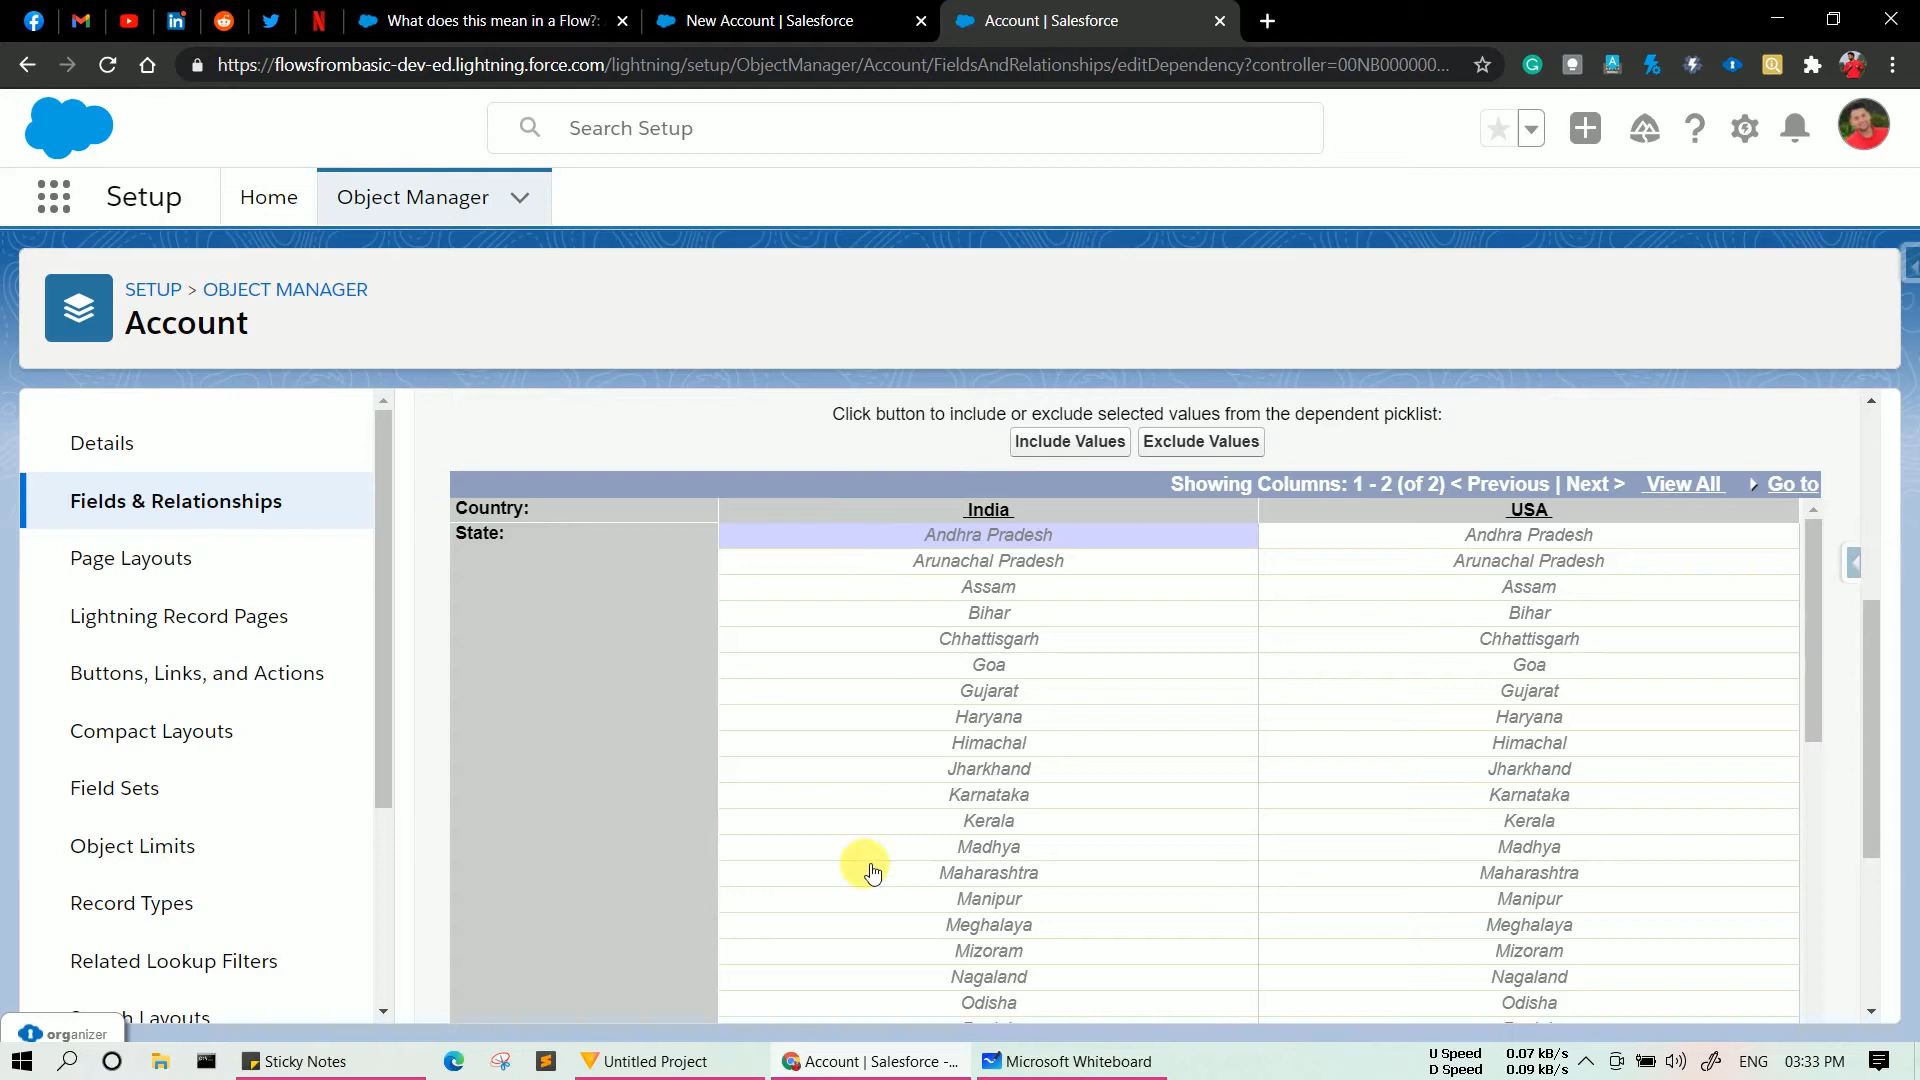 What does this mean in a Flow?:
New Account | Salesforce
Account | Salesforce
https://flowsfrombasic-dev-ed.lightning.force.com/lightning/setup/ObjectManager/Account/FieldsAndRelationships/editDependency?controller=00NB000000...
Search Setup
Setup
Home
Object Manager
SETUP > OBJECT MANAGER
Account
Details
Fields & Relationships
Page Layouts
Lightning Record Pages
Buttons, Links, and Actions
Compact Layouts
Field Sets
Object Limits
Record Types
Related Lookup Filters
Layouts
organizer
Click button to include or exclude selected values from the dependent picklist:
Include Values Exclude Values
Showing Columns: 1 - 2 (of 2) < Previous | Next > View All Go to
Country: India USA
State: Andhra Pradesh Andhra Pradesh
Arunachal Pradesh Arunachal Pradesh
Assam Assam
Bihar Bihar
Chhattisgarh Chhattisgarh
Goa Goa
Gujarat Gujarat
Haryana Haryana
Himachal Himachal
Jharkhand Jharkhand
Karnataka Karnataka
Kerala Kerala
Madhya Madhya
Maharashtra Maharashtra
Manipur Manipur
Meghalaya Meghalaya
Mizoram Mizoram
Nagaland Nagaland
Odisha Odisha
Sticky Notes
Untitled Project
Account | Salesforce -...
Microsoft Whiteboard
U Speed 0.07 kB/s
D Speed 0.09 kB/s
ENG
03:33 PM